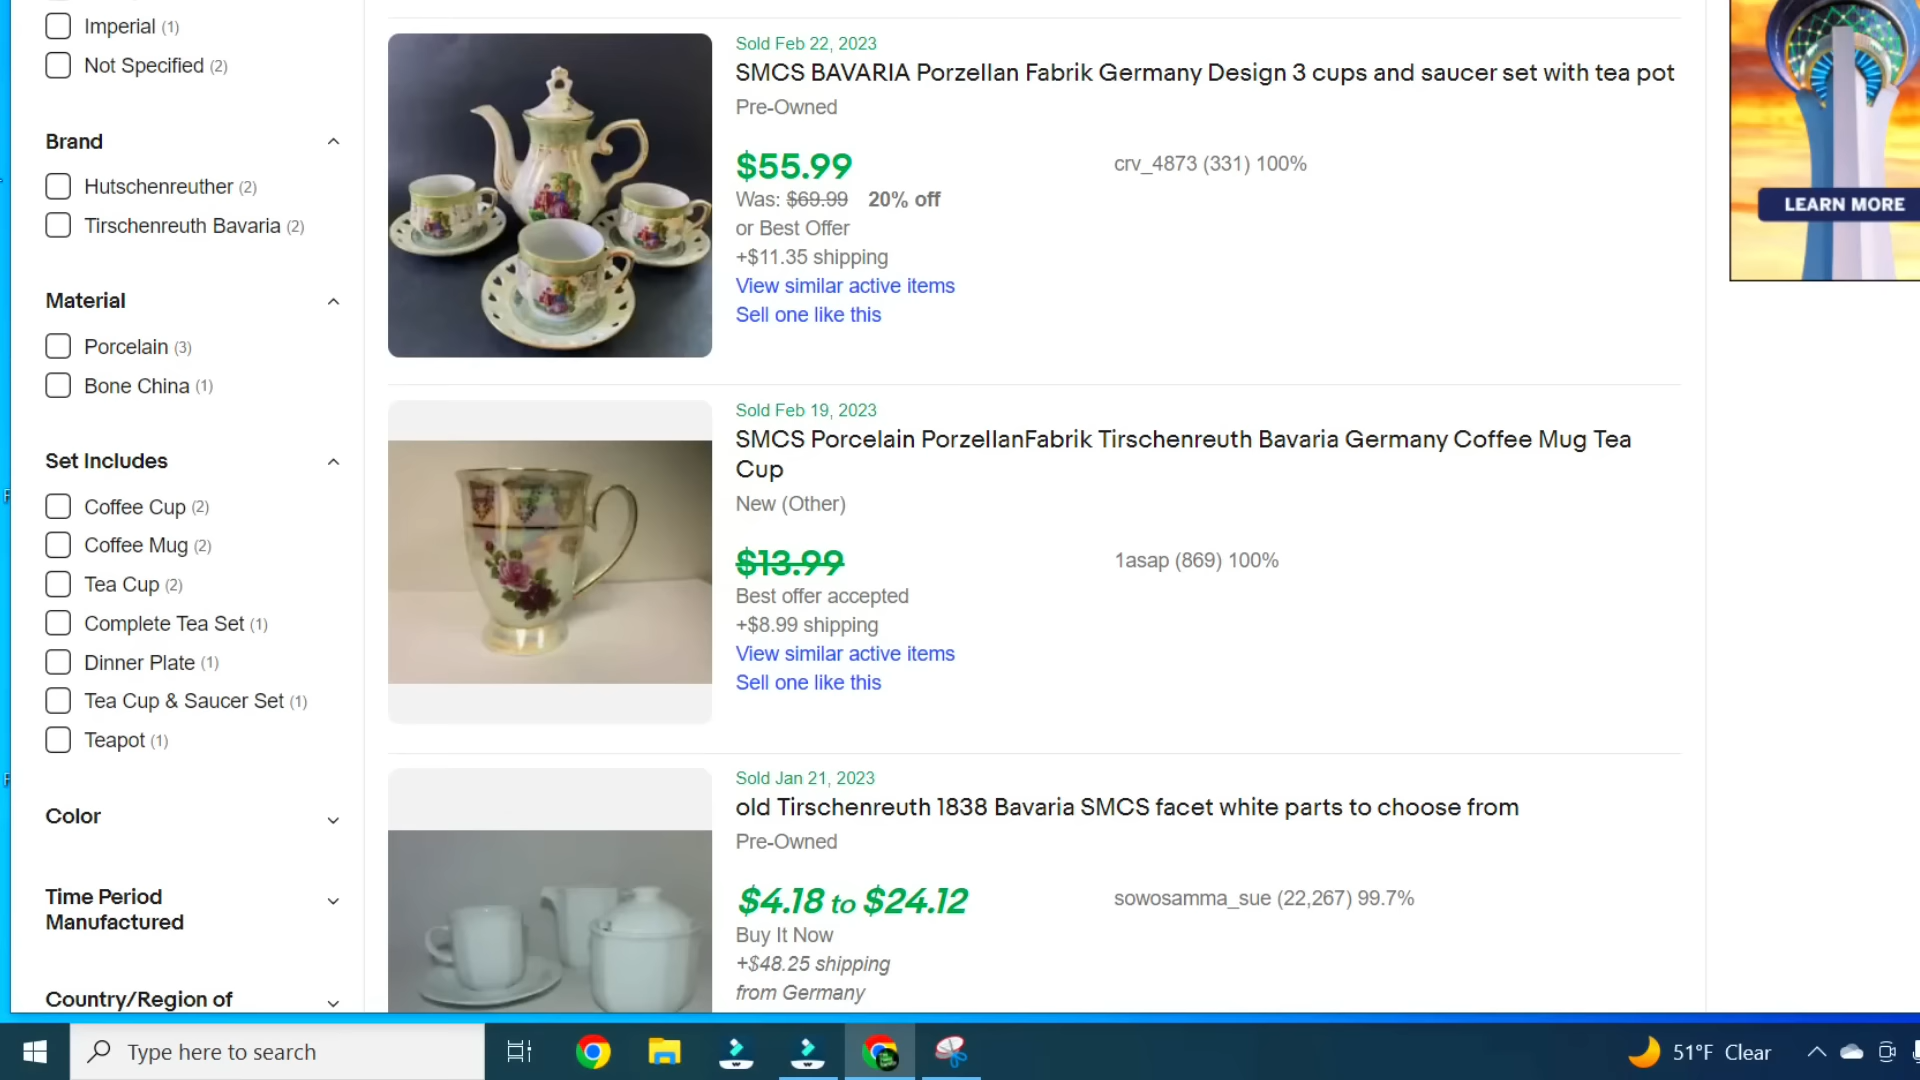 Imperial (1)
Not Specified (2)
Brand
Hutschenreuther (2)
Tirschenreuth Bavaria (2)
Material
Porcelain (3)
Bone China (1)
Set Includes
Coffee Cup (2)
Coffee Mug (2)
Tea Cup (2)
Complete Tea Set (1)
Dinner Plate (1)
Tea Cup & Saucer Set (1)
Teapot (1)
Color
Time Period
Manufactured
Country/Region of
Sold Feb 22, 2023
SMCS BAVARIA Porzellan Fabrik Germany Design 3 cups and saucer set with tea pot
Pre-Owned
$55.99
crv_4873 (331) 100%
Was: $69.99 20% off
or Best Offer
+$11.35 shipping
View similar active items
Sell one like this
Sold Feb 19, 2023
SMCS Porcelain PorzellanFabrik Tirschenreuth Bavaria Germany Coffee Mug Tea
Cup
New (Other)
$13.99
1asap (869) 100%
Best offer accepted
+$8.99 shipping
View similar active items
Sell one like this
Sold Jan 21, 2023
old Tirschenreuth 1838 Bavaria SMCS facet white parts to choose from
Pre-Owned
$4.18 to $24.12
sowosamma_sue (22,267) 99.7%
Buy It Now
+$48.25 shipping
from Germany
LEARN MORE
Type here to search
51°F Clear